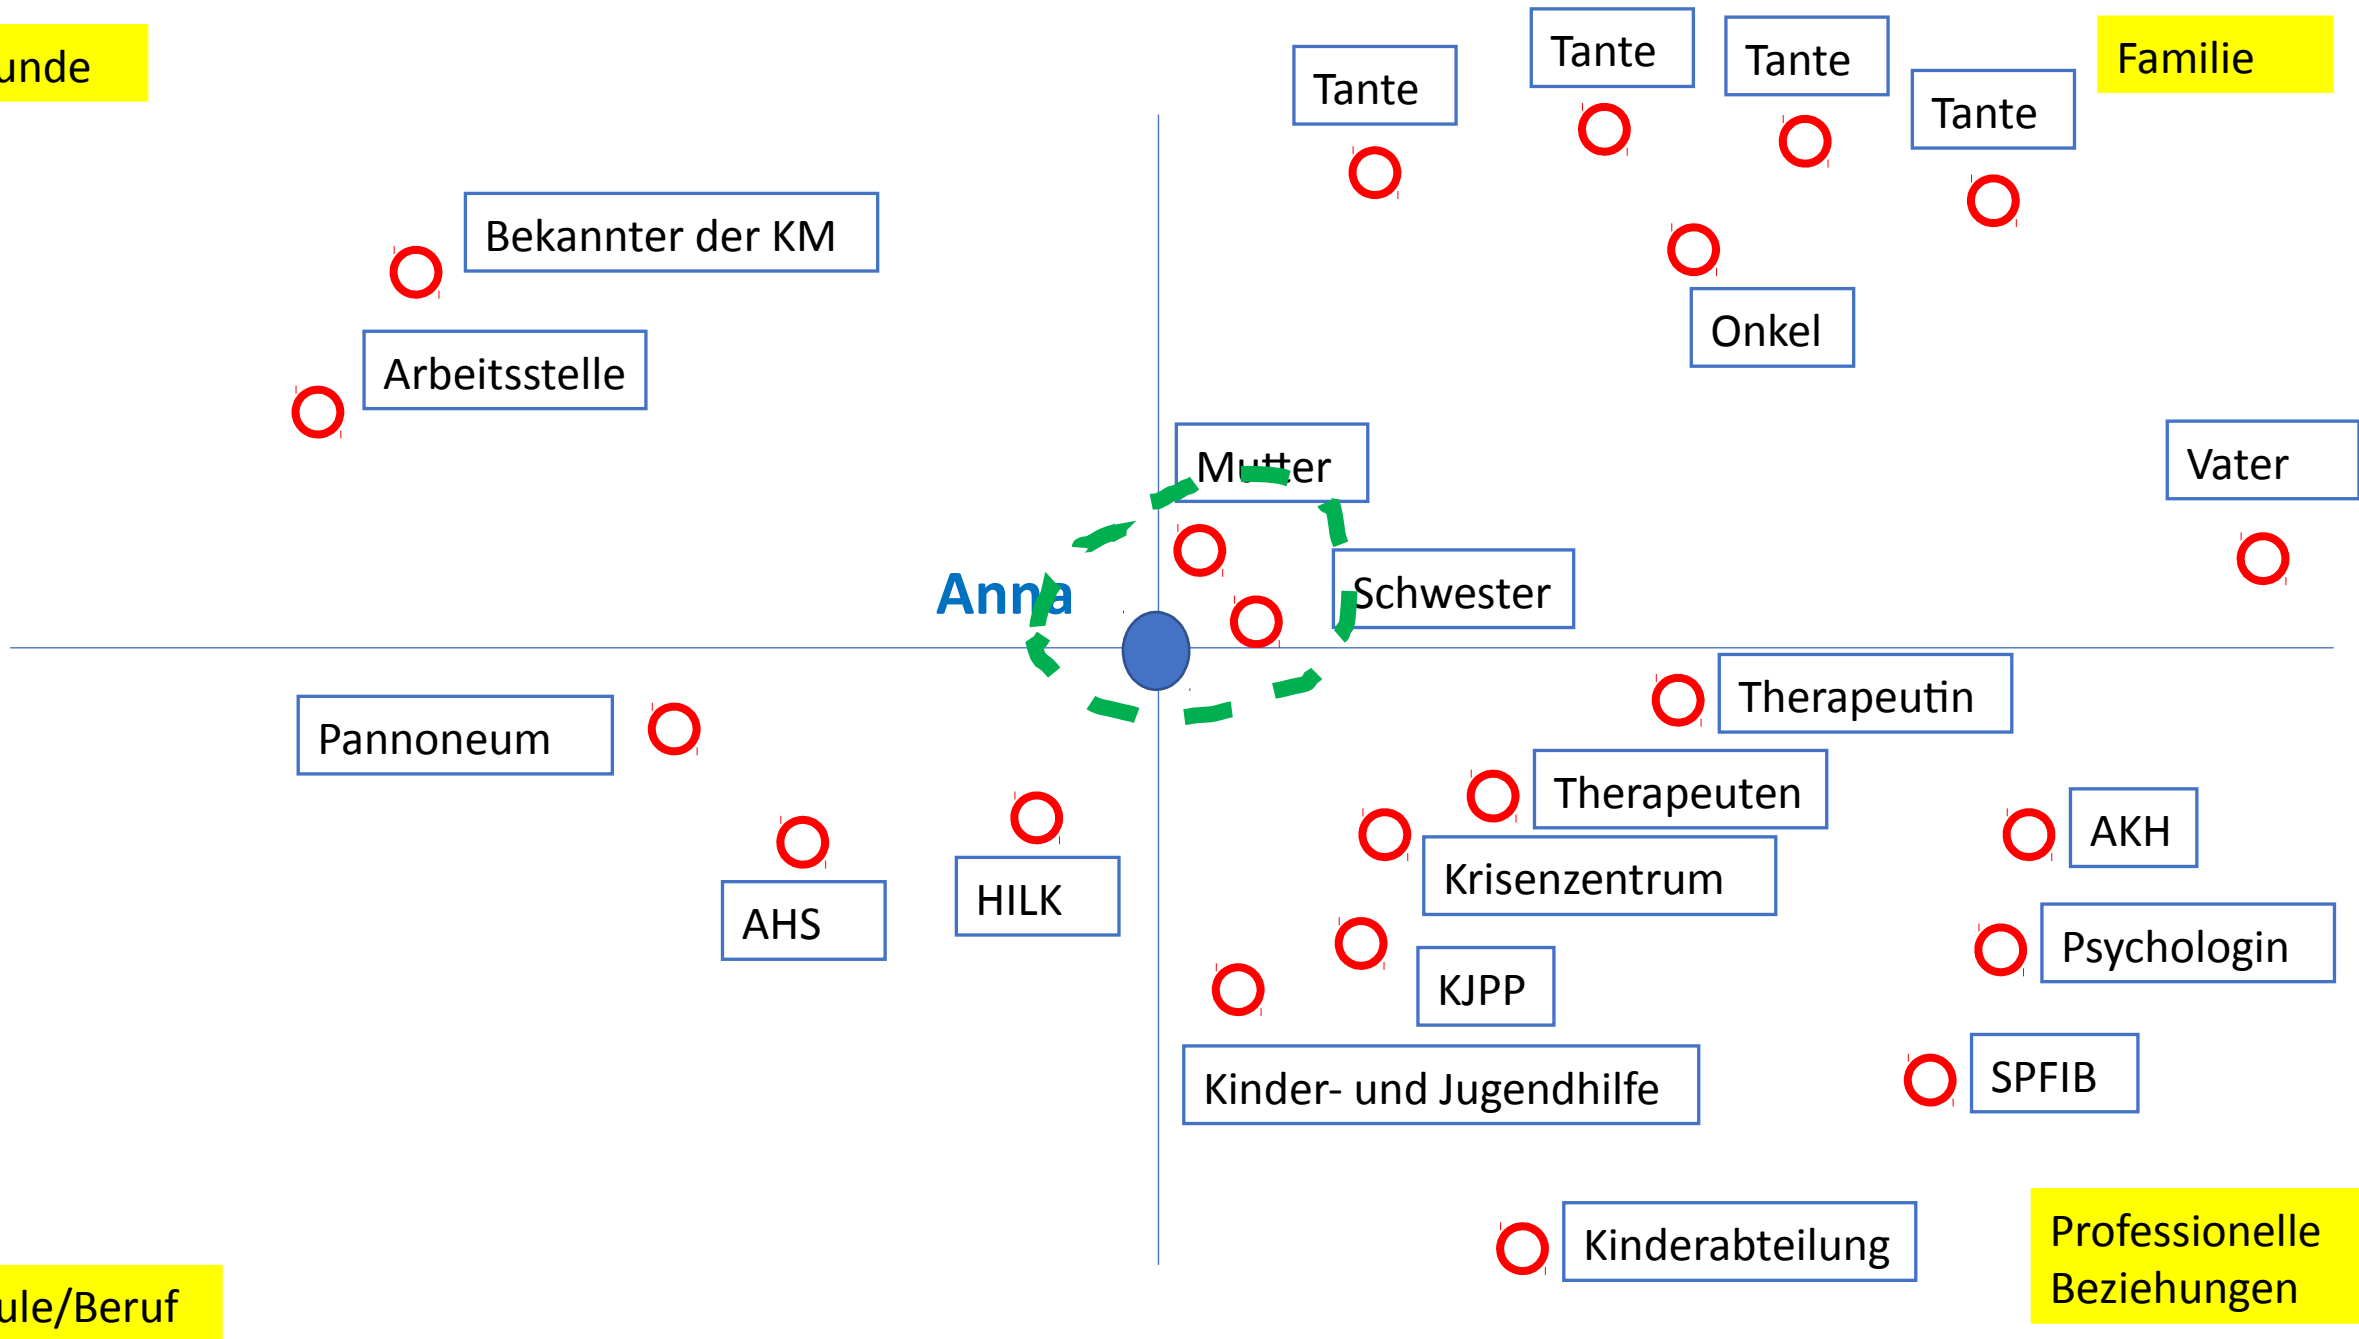 unde
Tante
Tante
Tante
Tante
Familie
Bekannter der KM
Arbeitsstelle
Onkel
Mutter
Vater
Anna
Schwester
Pannoneum
AHS
HILK
Therapeutin
Therapeuten
Krisenzentrum
AKH
Psychologin
KJPP
Kinder- und Jugendhilfe
SPFIB
Kinderabteilung
Professionelle
Beziehungen
ule/Beruf